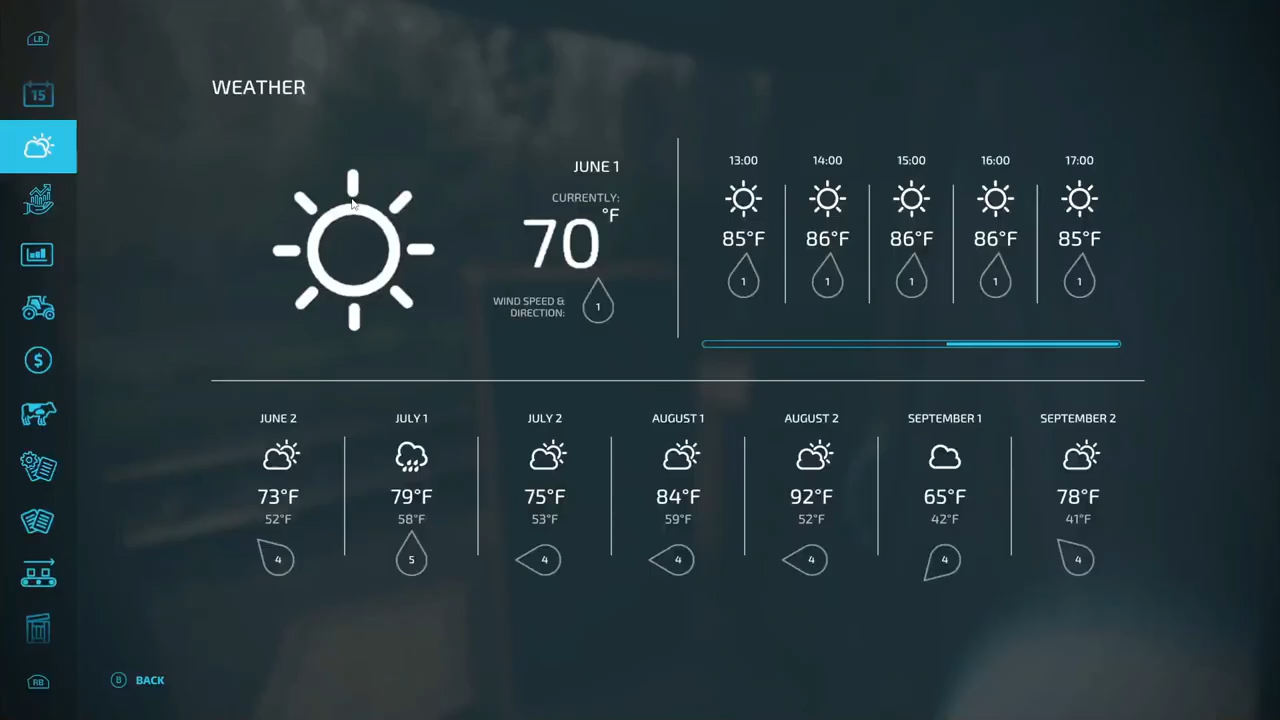 LB
15
WEATHER
JUNE 1
CURRENTLY:
70 °F
WIND SPEED &
DIRECTION:
1
13:00 14:00 15:00 16:00 17:00
85°F 86°F 86°F 86°F 85°F
1 1 1 1 1
$
JUNE 2 JULY 1 JULY 2 AUGUST 1 AUGUST 2 SEPTEMBER 1 SEPTEMBER 2
73°F 79°F 75°F 84°F 92°F 65°F 78°F
52°F 58°F 53°F 59°F 52°F 42°F 41°F
4 5 4 4 4 4 4
RB
B BACK